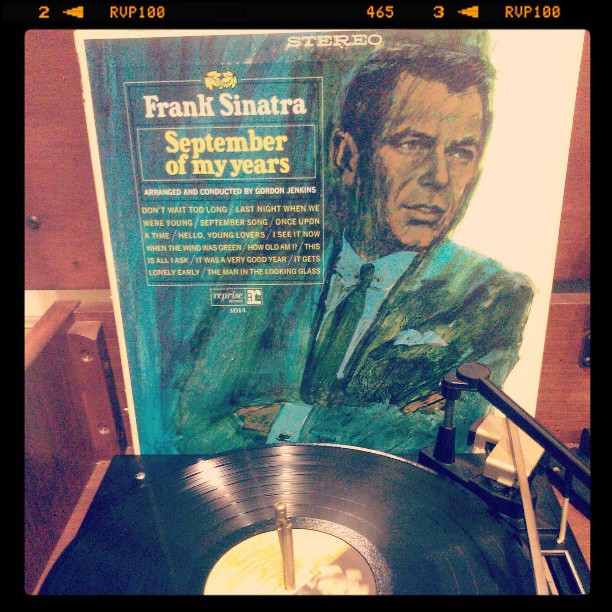 2 RVP100 465 3 RVP100
STEREO
Frank Sinatra
September
of my years
ARRANGED AND CONDUCTED BY GORDON JENKINS
DON'T WAIT TOO LONG / LAST NIGHT WHEN WE
WERE YOUNG / SEPTEMBER SONG / ONCE UPON
A TIME / HELLO, YOUNG LOVERS / I SEE IT NOW
WHEN THE WIND WAS GREEN / HOW OLD AM I? / THIS
IS ALL I ASK / IT WAS A VERY GOOD YEAR / IT GETS
LONELY EARLY / THE MAN IN THE LOOKING GLASS
reprise
1014